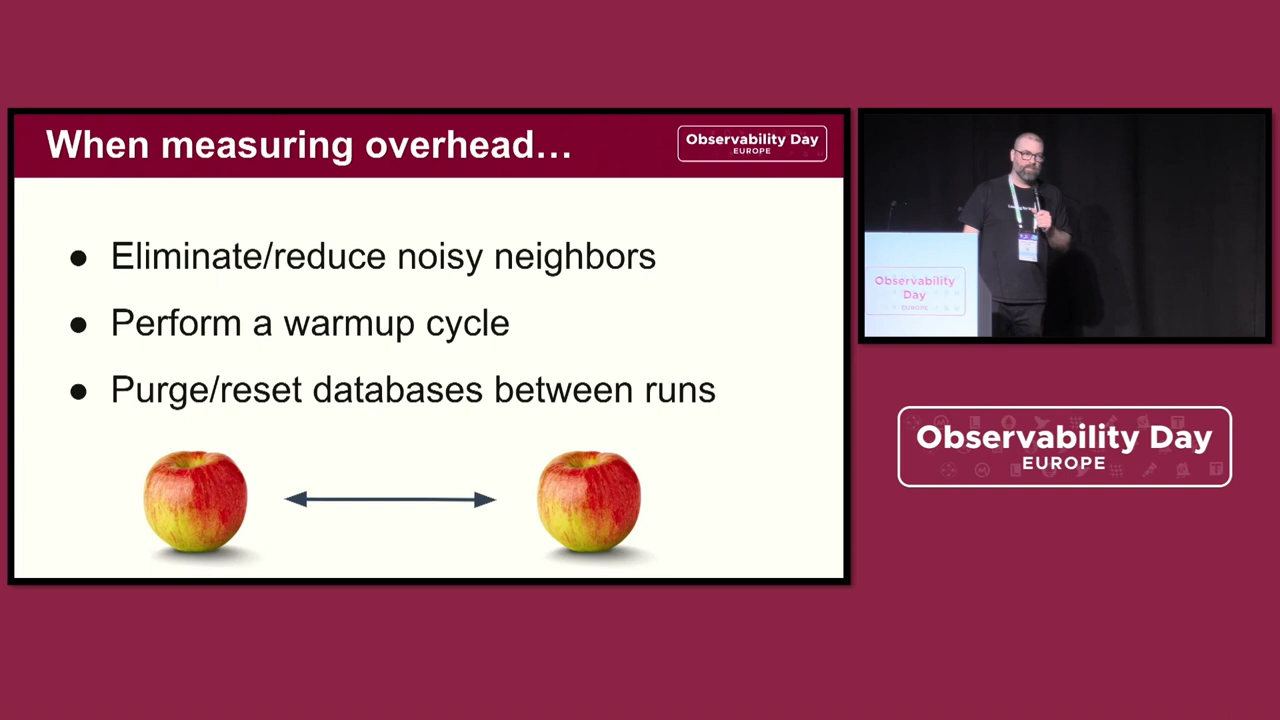 When measuring overhead…
Observability Day
EUROPE
● Eliminate/reduce noisy neighbors
● Perform a warmup cycle
● Purge/reset databases between runs
Observability
Day
EUROPE
Observability Day
EUROPE